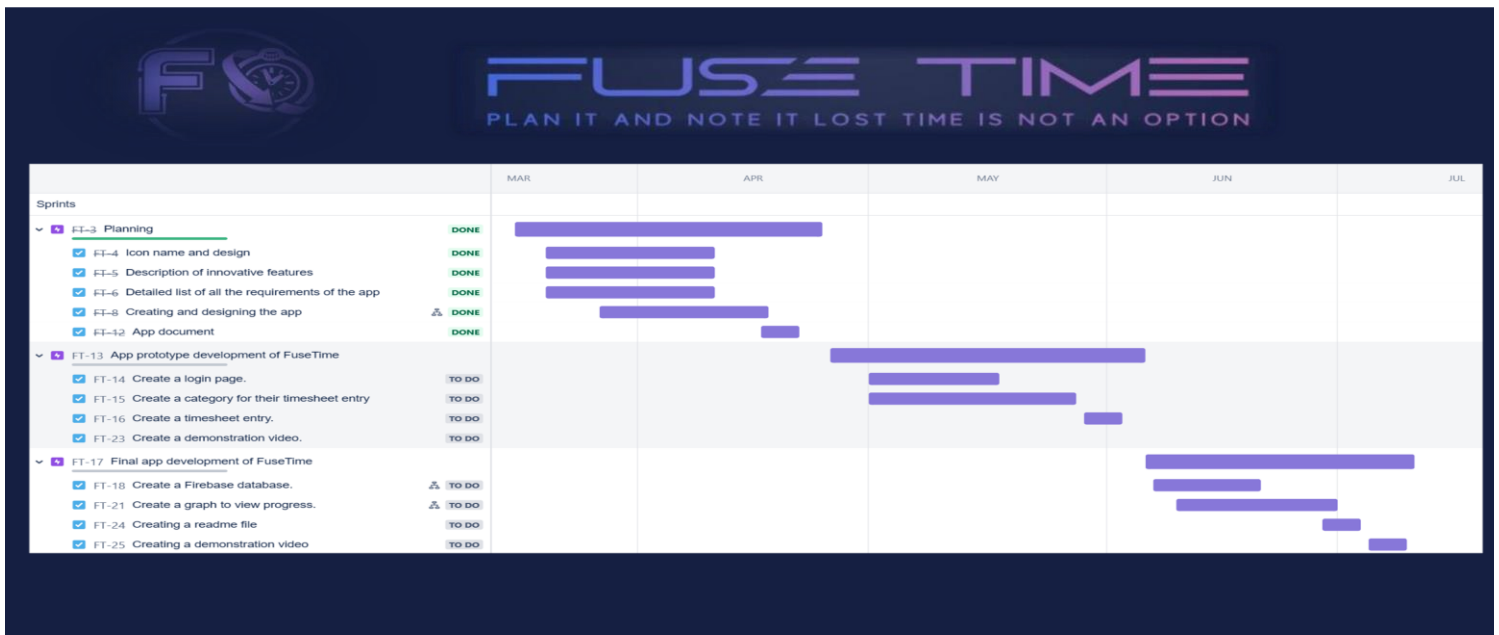 FUSE TIME
PLAN IT AND NOTE IT LOST TIME IS NOT AN OPTION
MAR APR MAY JUN JUL
Sprints
FT-3 Planning DONE
FT-4 Icon name and design DONE
FT-5 Description of innovative features DONE
FT-6 Detailed list of all the requirements of the app DONE
FT-8 Creating and designing the app DONE
FT-12 App document DONE
FT-13 App prototype development of FuseTime
FT-14 Create a login page. TO DO
FT-15 Create a category for their timesheet entry TO DO
FT-16 Create a timesheet entry. TO DO
FT-23 Create a demonstration video. TO DO
FT-17 Final app development of FuseTime
FT-18 Create a Firebase database. TO DO
FT-21 Create a graph to view progress. TO DO
FT-24 Creating a readme file TO DO
FT-25 Creating a demonstration video TO DO